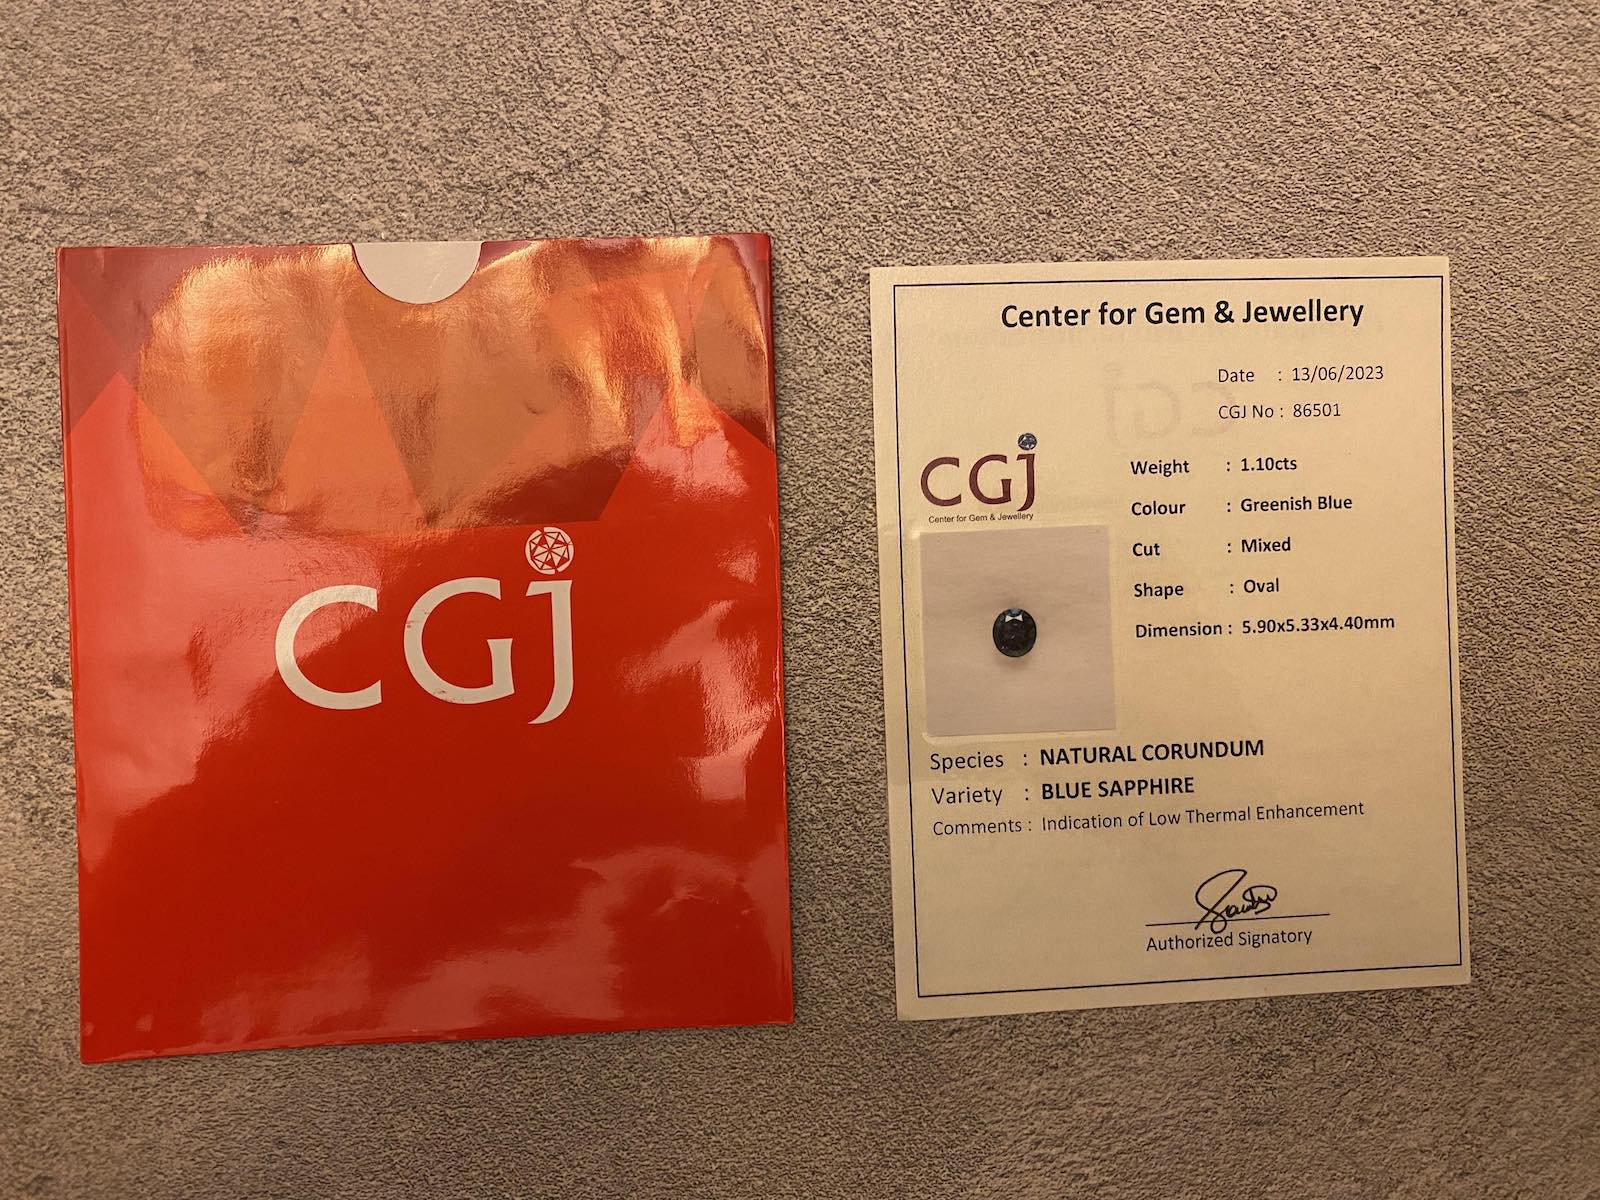 CGJ
Center for Gem & Jewellery
Date : 13/06/2023
CGJ No : 86501
CGJ
Center for Gem & Jewellery
Weight : 1.10cts
Colour : Greenish Blue
Cut : Mixed
Shape : Oval
Dimension : 5.90x5.33x4.40mm
Species : NATURAL CORUNDUM
Variety : BLUE SAPPHIRE
Comments : Indication of Low Thermal Enhancement
Authorized Signatory